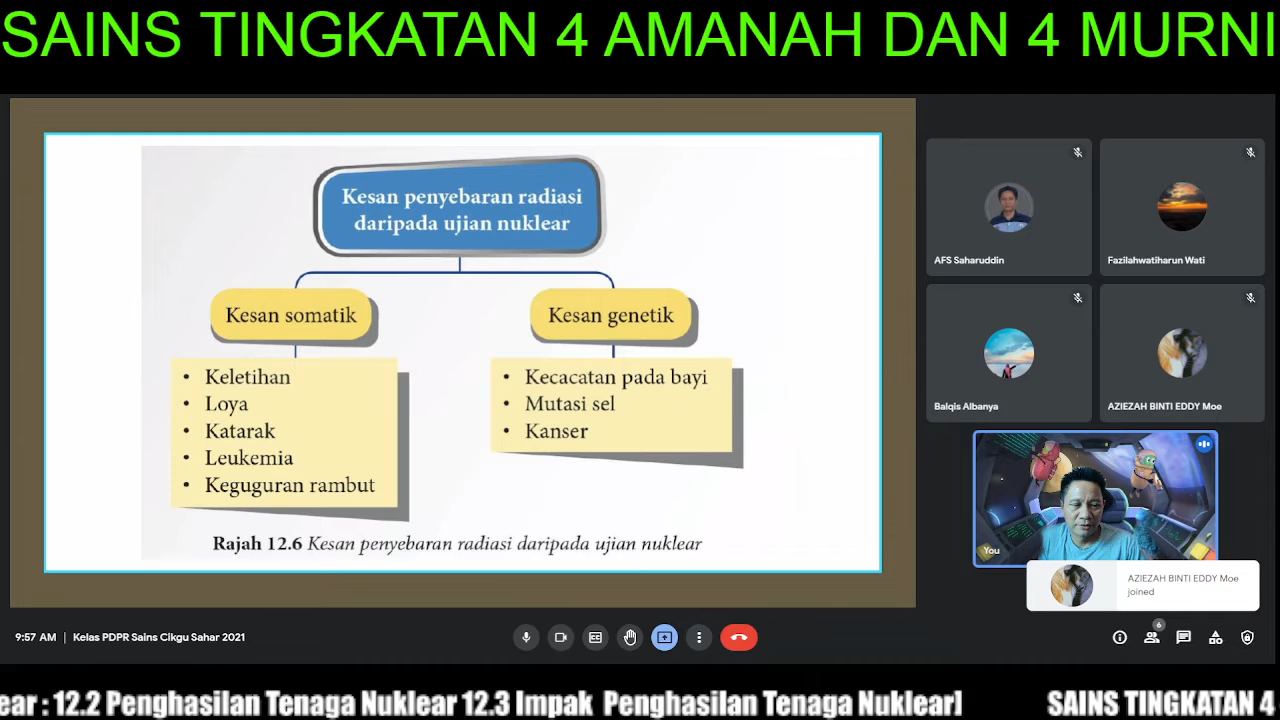 SAINS TINGKATAN 4 AMANAH DAN 4 MURNI
Kesan penyebaran radiasi
daripada ujian nuklear
Kesan somatik
Kesan genetik
• Keletihan
• Loya
• Katarak
• Leukemia
• Keguguran rambut
• Kecacatan pada bayi
• Mutasi sel
• Kanser
Rajah 12.6 Kesan penyebaran radiasi daripada ujian nuklear
AFS Saharuddin
Fazilahwatiharun Wati
Balqis Albanya
AZIEZAH BINTI EDDY Moe
You
AZIEZAH BINTI EDDY Moe
joined
9:57 AM | Kelas PDPR Sains Cikgu Sahar 2021
6
ear : 12.2 Penghasilan Tenaga Nuklear 12.3 Impak Penghasilan Tenaga Nuklear] SAINS TINGKATAN 4